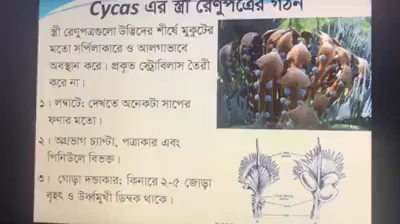 Cycas এর স্ত্রী রেণুপত্রের গঠন
স্ত্রী রেণুপত্রগুলো উদ্ভিদের শীর্ষে মুকুটের
মতো সর্পিলাকারে ও আলগাভাবে
অবস্থান করে। প্রকৃত স্ট্রোবিলাস তৈরী
করে না।
১। লম্বাটে; দেখতে অনেকটা সাপের
ফণার মতো।
২। অগ্রভাগ চ্যাপ্টা, পত্রাকার এবং
পিনিউলে বিভক্ত।
৩। গোড়া দন্ডাকার; কিনারে ২-৫ জোড়া
বৃহৎ ও উর্ধ্বমুখী ডিম্বক থাকে।